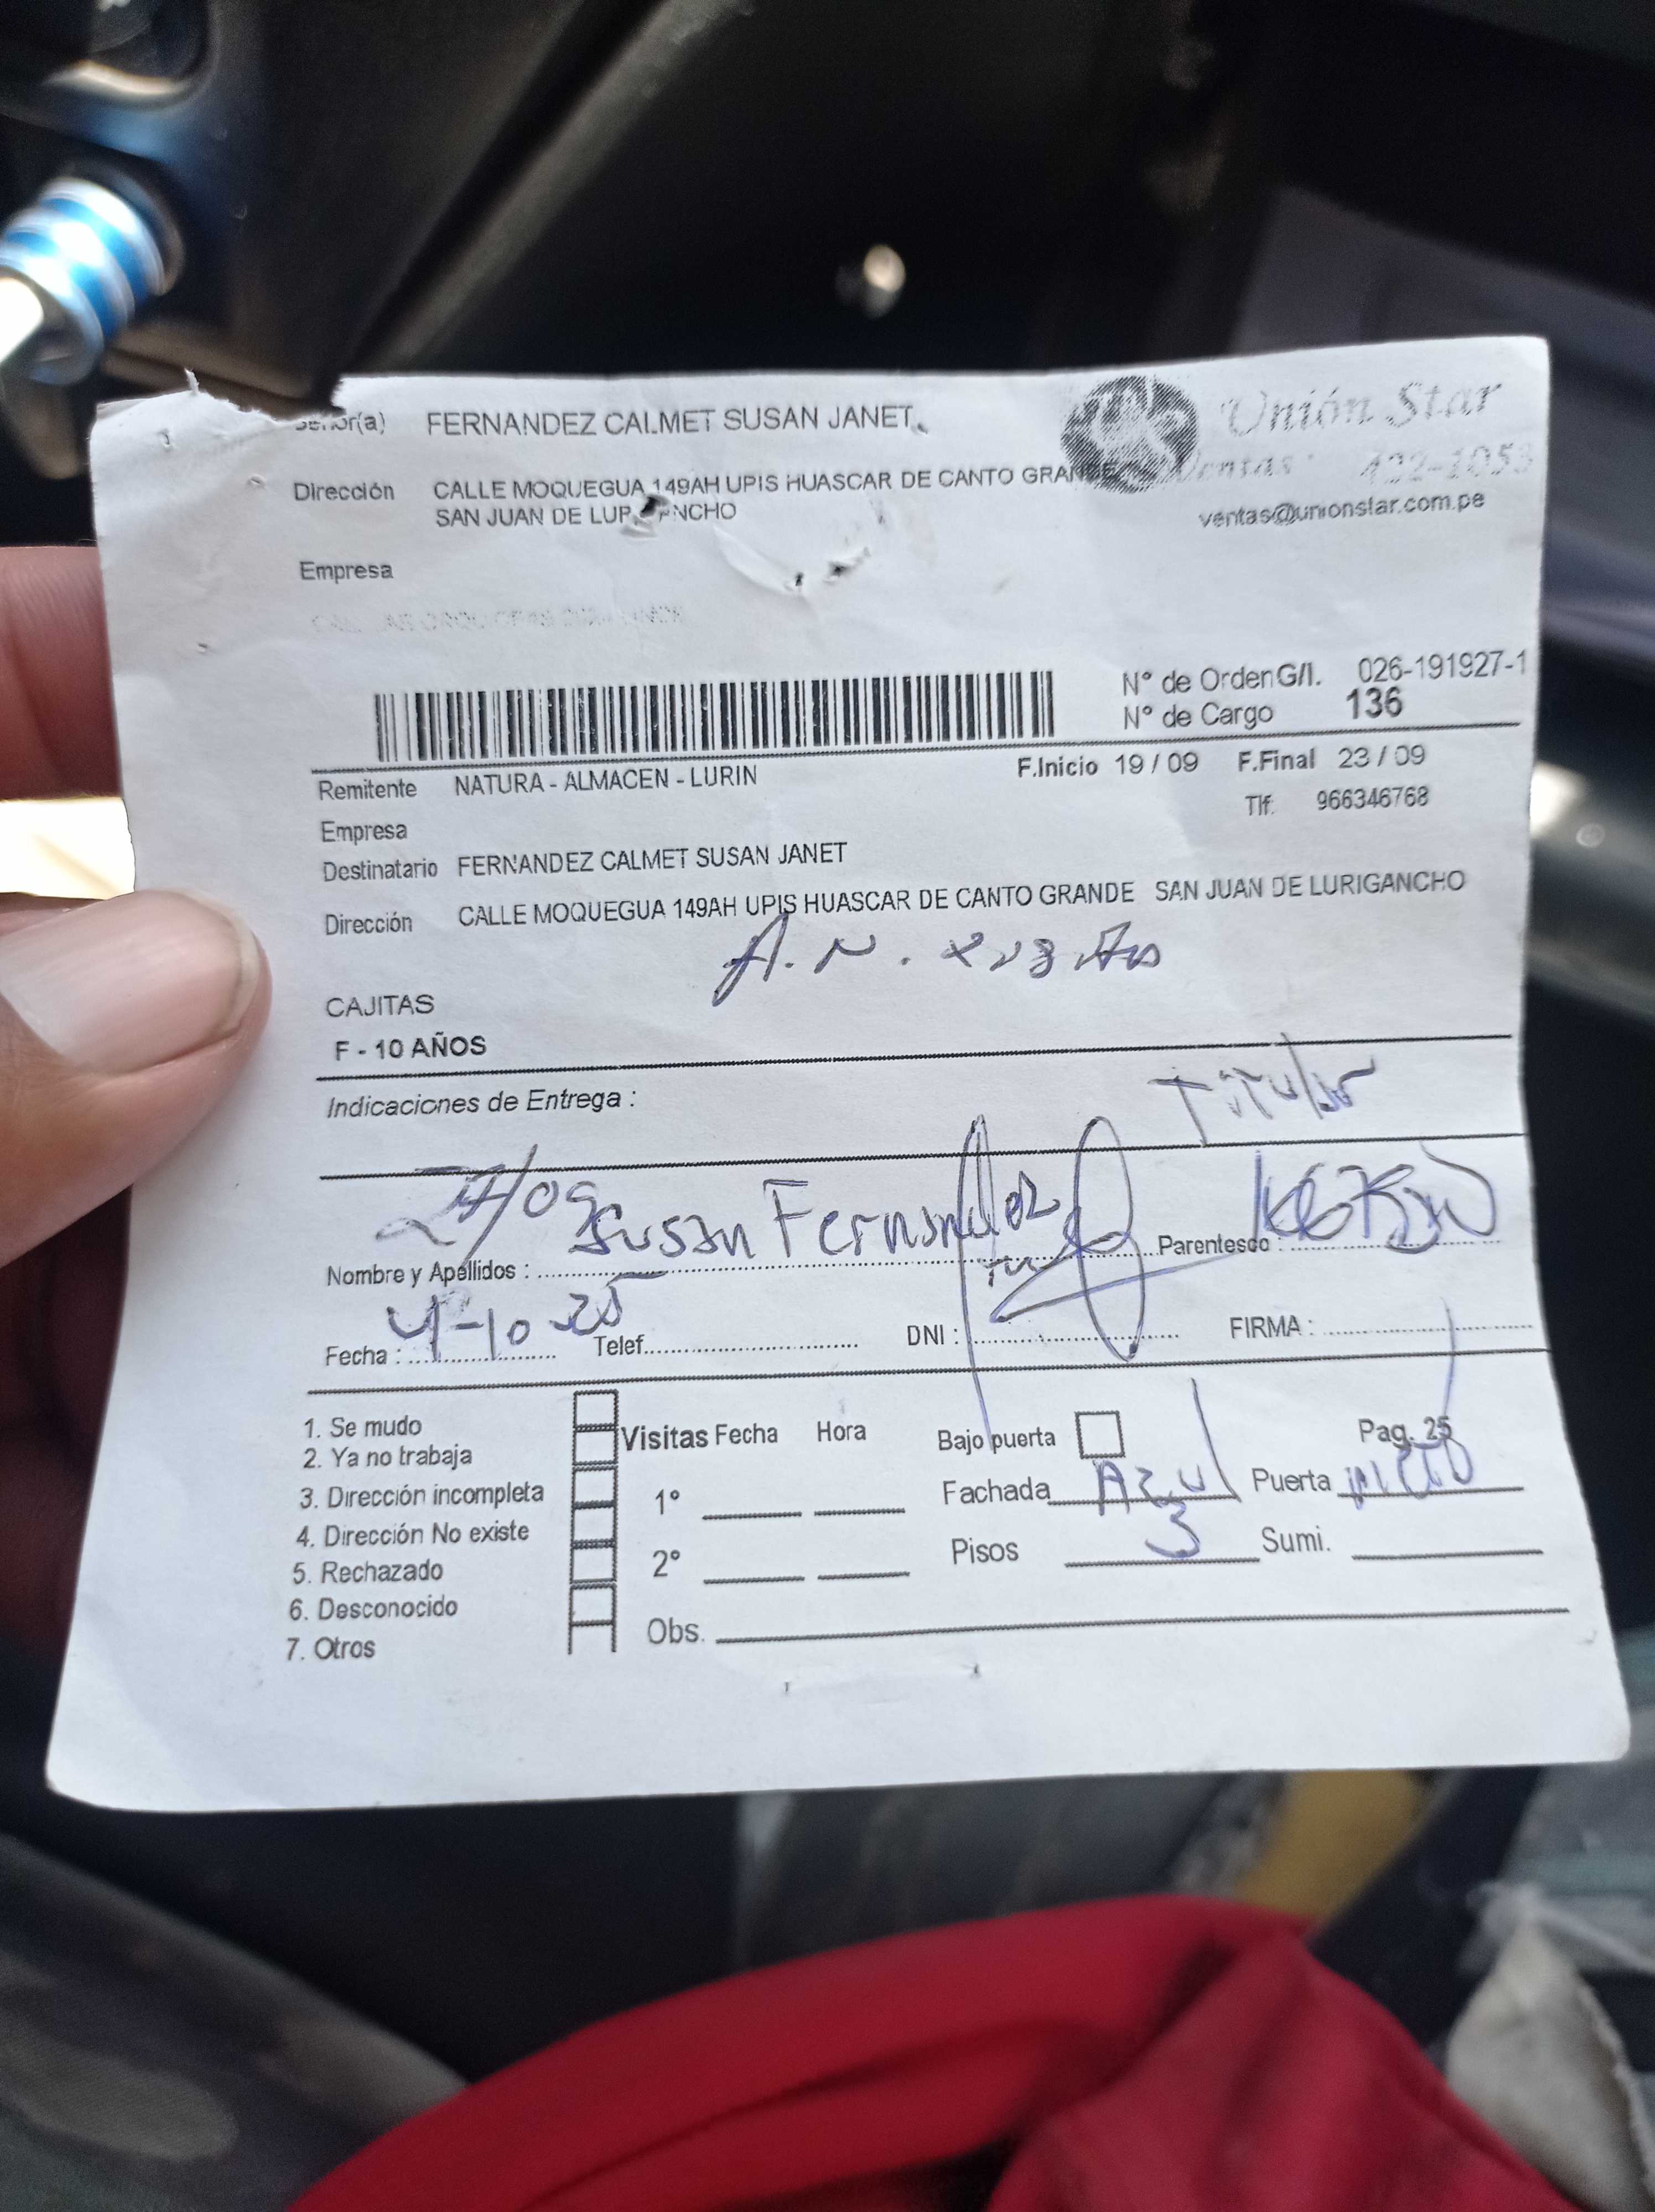 Señor(a) FERNANDEZ CALMET SUSAN JANET
Unión Star
Ventas: 422-1053
ventas@unionstar.com.pe
Dirección CALLE MOQUEGUA 149AH UPIS HUASCAR DE CANTO GRANDE
SAN JUAN DE LURIGANCHO
Empresa
N° de Orden G/I. 026-191927-1
N° de Cargo 136
Remitente NATURA - ALMACEN - LURIN F.Inicio 19 / 09 F.Final 23 / 09
Tlf: 966346768
Empresa
Destinatario FERNANDEZ CALMET SUSAN JANET
Dirección CALLE MOQUEGUA 149AH UPIS HUASCAR DE CANTO GRANDE SAN JUAN DE LURIGANCHO
A.N.
CAJITAS
F - 10 AÑOS
Indicaciones de Entrega :
Titular
Susan Fernandez
Nombre y Apellidos : Parentesco :
Fecha : 4-10-25 Telef. DNI : FIRMA :
1. Se mudo
2. Ya no trabaja
3. Dirección incompleta
4. Dirección No existe
5. Rechazado
6. Desconocido
7. Otros
Visitas Fecha Hora
1°
2°
Obs.
Bajo puerta Pag. 25
Fachada Azul Puerta
Pisos 3 Sumi.